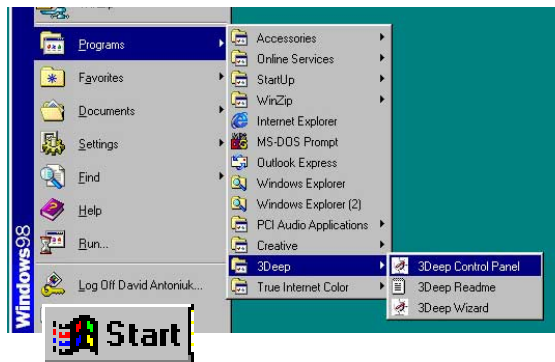 WinZip
Programs
Favorites
Documents
Settings
Find
Help
Run...
Log Off David Antoniuk...
Windows98
Start
Accessories
Online Services
StartUp
WinZip
Internet Explorer
MS-DOS Prompt
Outlook Express
Windows Explorer
Windows Explorer (2)
PCI Audio Applications
Creative
3Deep
True Internet Color
3Deep Control Panel
3Deep Readme
3Deep Wizard